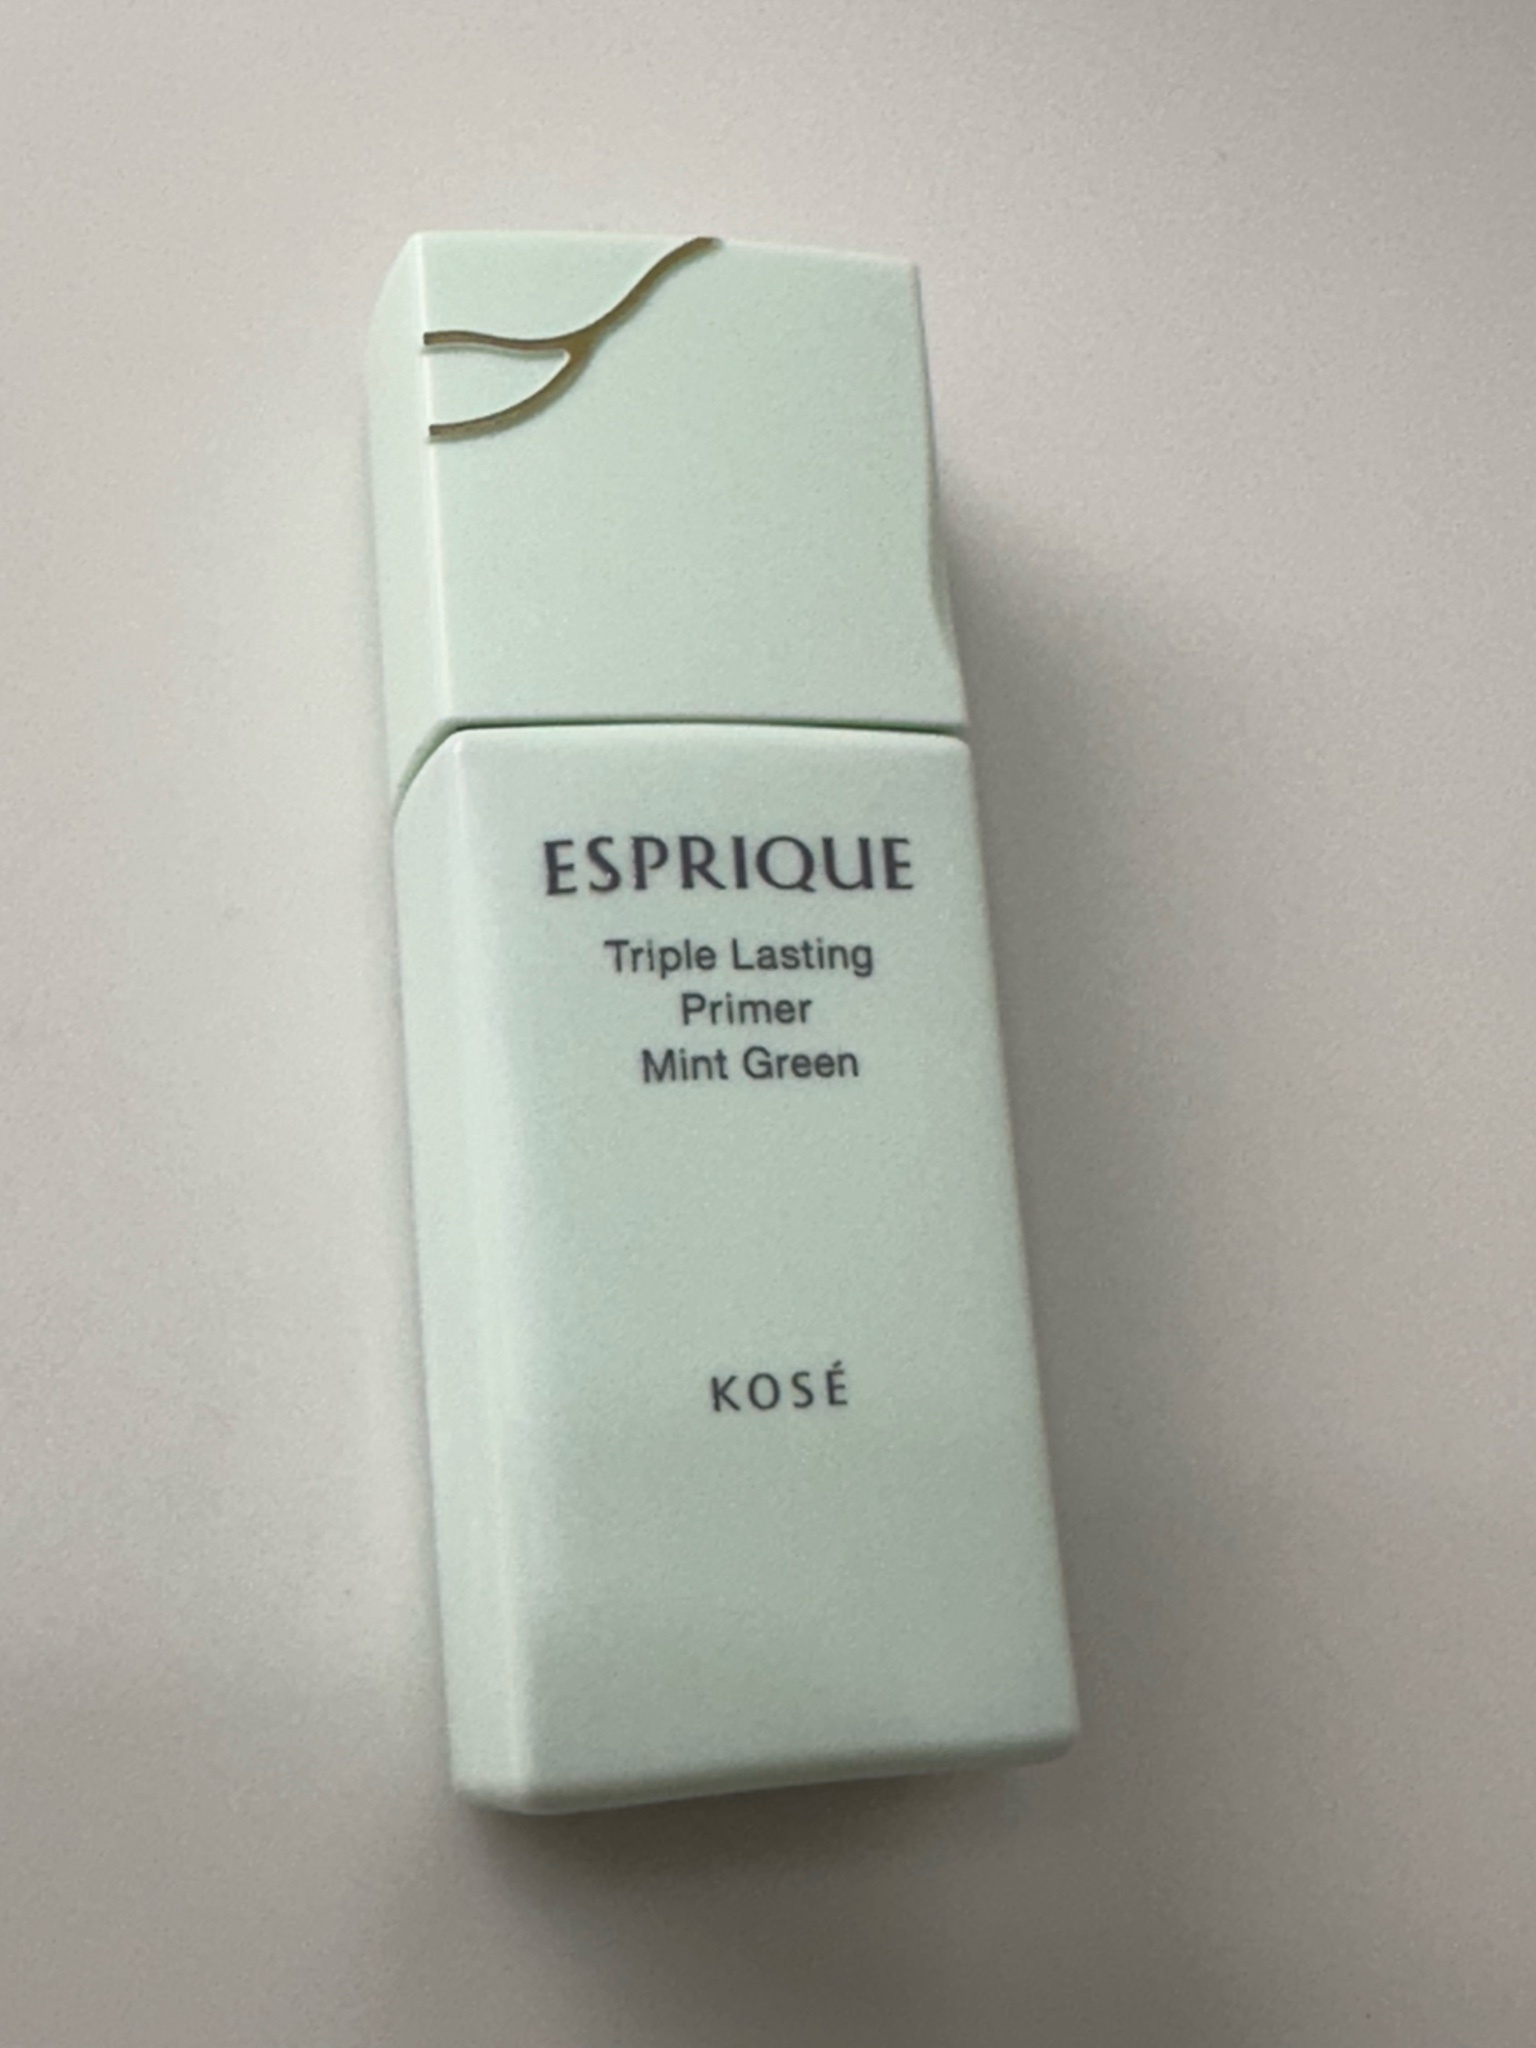 ESPRIQUE
Triple Lasting
Primer
Mint Green
KOSÉ